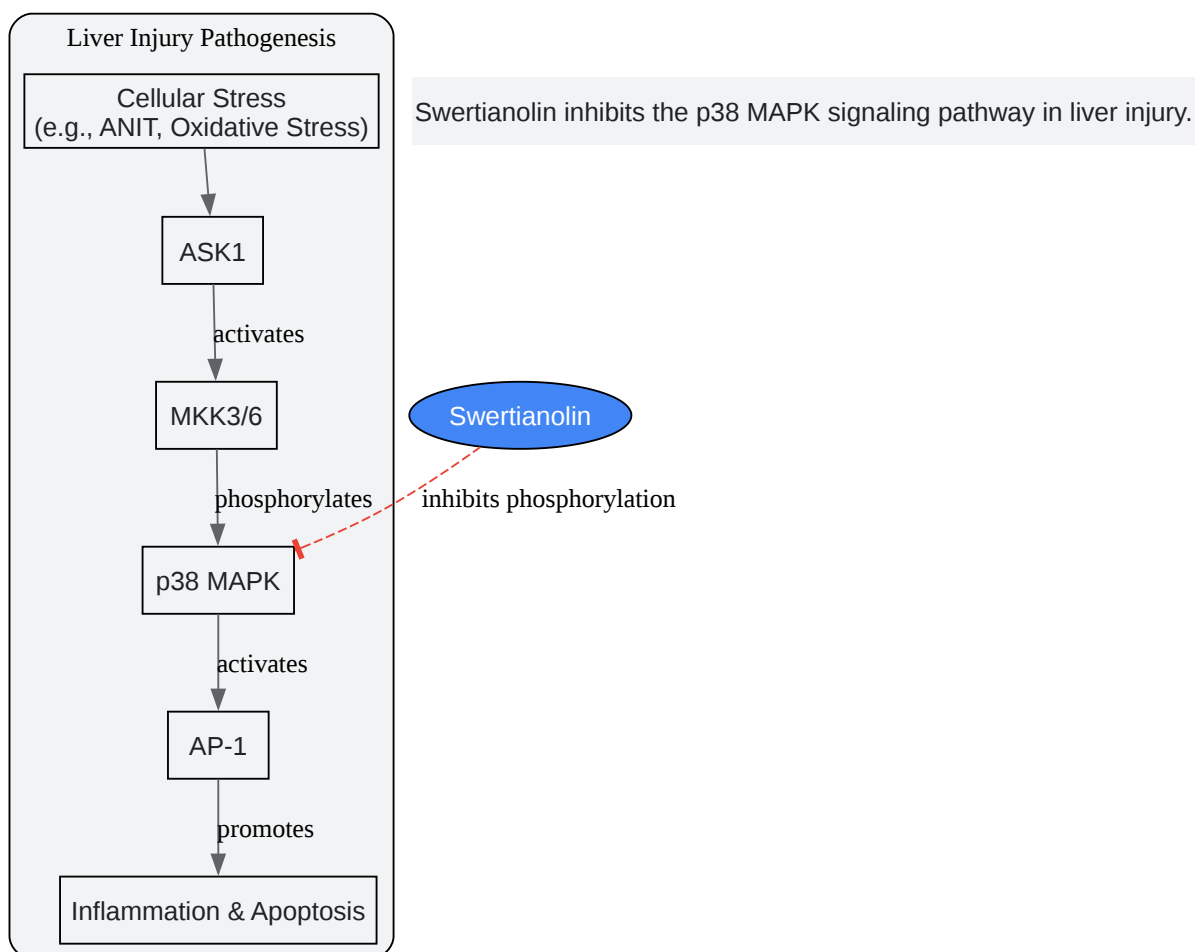 Liver Injury Pathogenesis
Cellular Stress
(e.g., ANIT, Oxidative Stress)
Swertianolin inhibits the p38 MAPK signaling pathway in liver injury.
ASK1
activates
MKK3/6
Swertianolin
phosphorylates
inhibits phosphorylation
p38 MAPK
activates
AP-1
promotes
Inflammation & Apoptosis